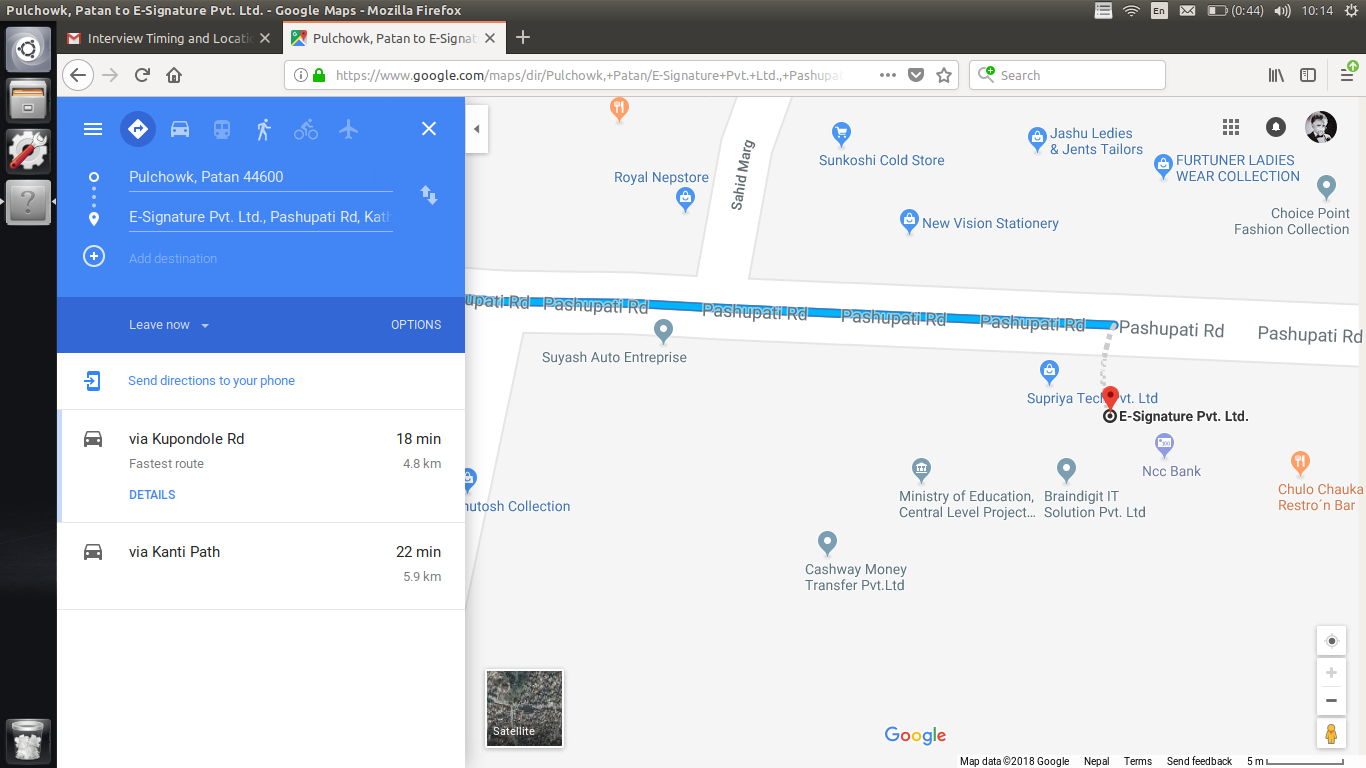 Pulchowk, Patan to E-Signature Pvt. Ltd. - Google Maps - Mozilla Firefox
En
(0:44)
10:14
Interview Timing and Locati
Pulchowk, Patan to E-Signat
https://www.google.com/maps/dir/Pulchowk,+Patan/E-Signature+Pvt.+Ltd.,+Pashupa
Search
Pulchowk, Patan 44600
E-Signature Pvt. Ltd., Pashupati Rd, Kath
Add destination
Leave now
OPTIONS
Send directions to your phone
via Kupondole Rd
18 min
Fastest route
4.8 km
DETAILS
via Kanti Path
22 min
5.9 km
Sahid Marg
Sunkoshi Cold Store
Jashu Ledies
& Jents Tailors
FURTUNER LADIES
WEAR COLLECTION
Royal Nepstore
New Vision Stationery
Choice Point
Fashion Collection
upati Rd
Pashupati Rd
Pashupati Rd
Pashupati Rd
Pashupati Rd
Pashupati Rd
Pashupati Rd
Suyash Auto Entreprise
Supriya Tech Pvt. Ltd
E-Signature Pvt. Ltd.
Ncc Bank
Ministry of Education,
Central Level Project...
Braindigit IT
Solution Pvt. Ltd
Chulo Chauka
Restro´n Bar
utosh Collection
Cashway Money
Transfer Pvt.Ltd
Satellite
Google
Map data ©2018 Google
Nepal
Terms
Send feedback
5 m